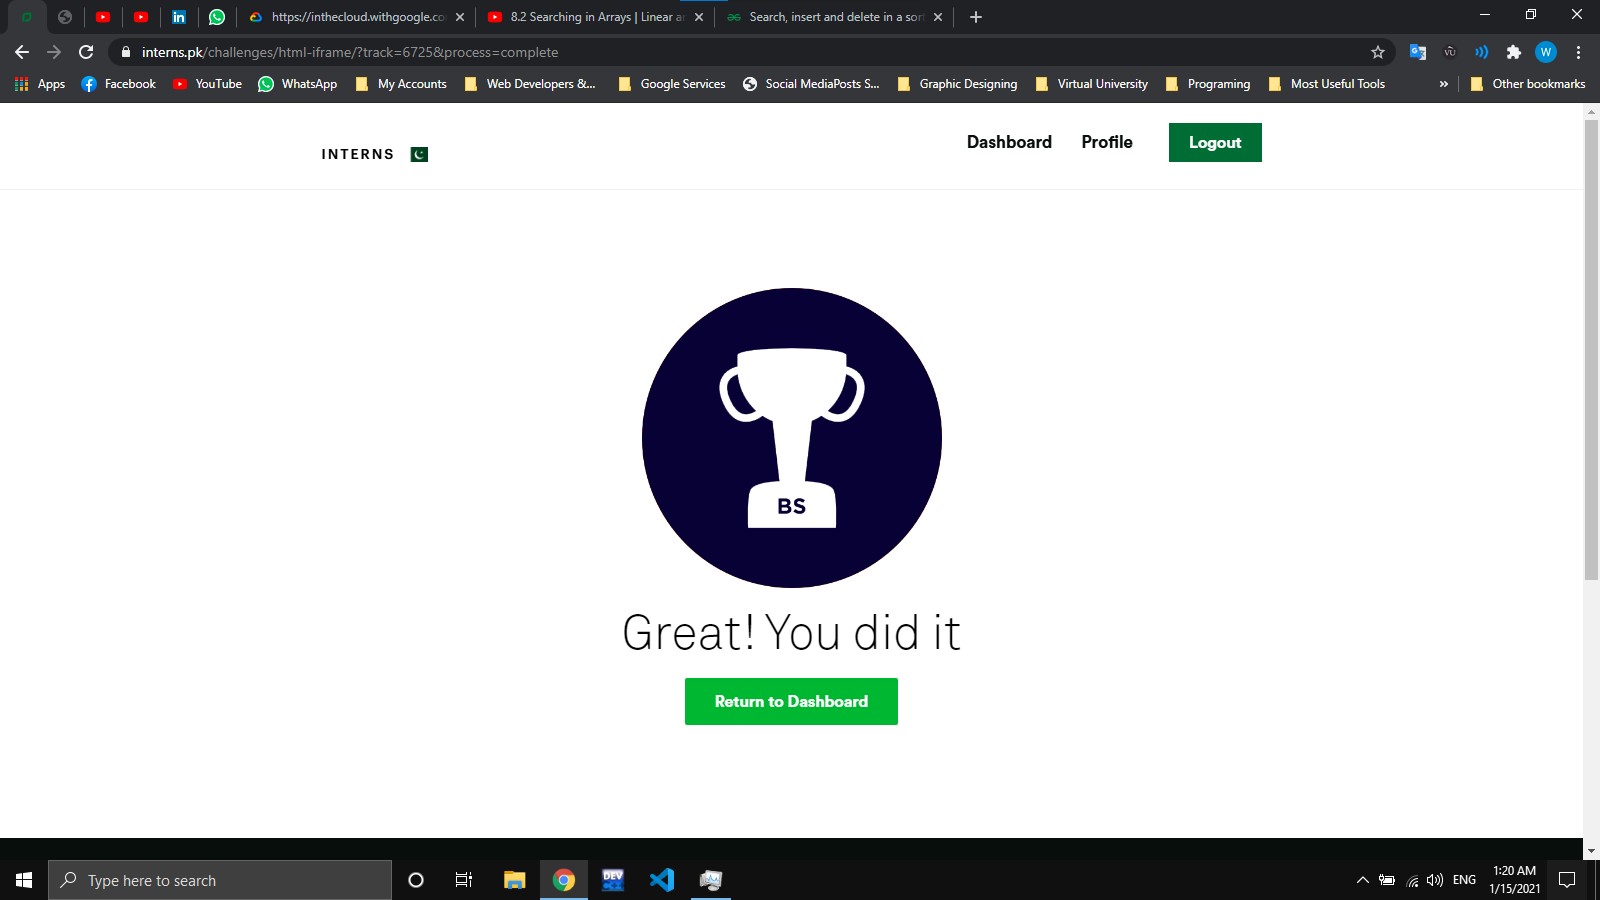 https://inthecloud.withgoogle.co
8.2 Searching in Arrays | Linear a
Search, insert and delete in a sor
interns.pk/challenges/html-iframe/?track=6725&process=complete
W
Apps
Facebook
YouTube
WhatsApp
My Accounts
Web Developers &...
Google Services
Social MediaPosts S...
Graphic Designing
Virtual University
Programing
Most Useful Tools
»
Other bookmarks
INTERNS
Dashboard
Profile
Logout
BS
Great! You did it
Return to Dashboard
Type here to search
DEV
ENG
1:20 AM
1/15/2021